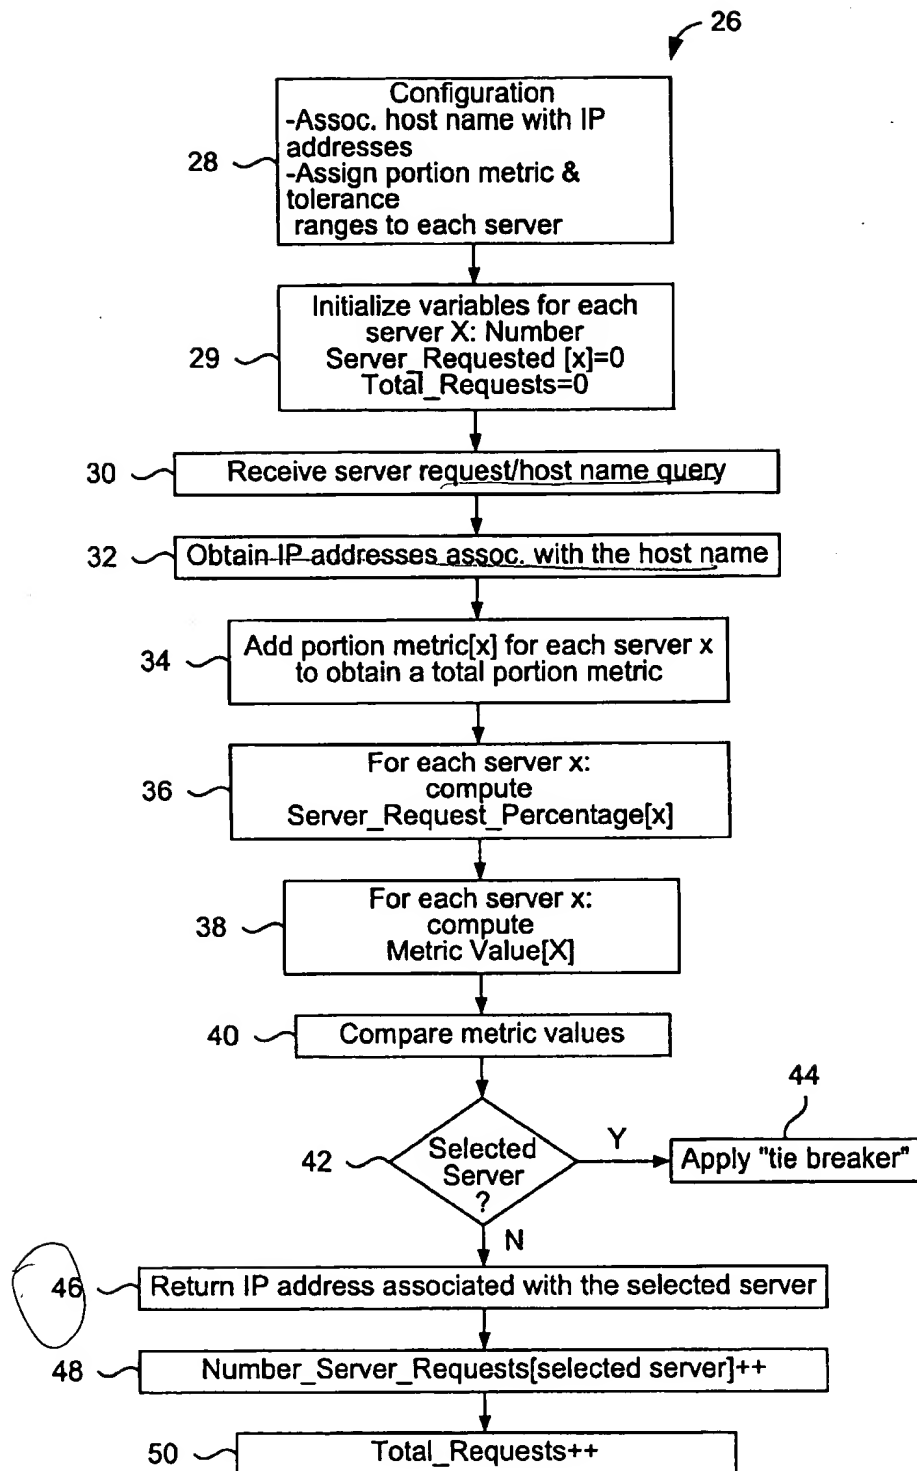 26
Configuration
-Assoc. host name with IP
addresses
-Assign portion metric &
tolerance
ranges to each server
28
Initialize variables for each
server X: Number
Server_Requested [x]=0
Total_Requests=0
29
30
Receive server request/host name query
32
Obtain IP addresses assoc. with the host name
34
Add portion metric[x] for each server x
to obtain a total portion metric
36
For each server x:
compute
Server_Request_Percentage[x]
38
For each server x:
compute
Metric Value[X]
40
Compare metric values
42
Selected
Server
?
Y
44
Apply "tie breaker"
N
46
Return IP address associated with the selected server
48
Number_Server_Requests[selected server]++
50
Total_Requests++